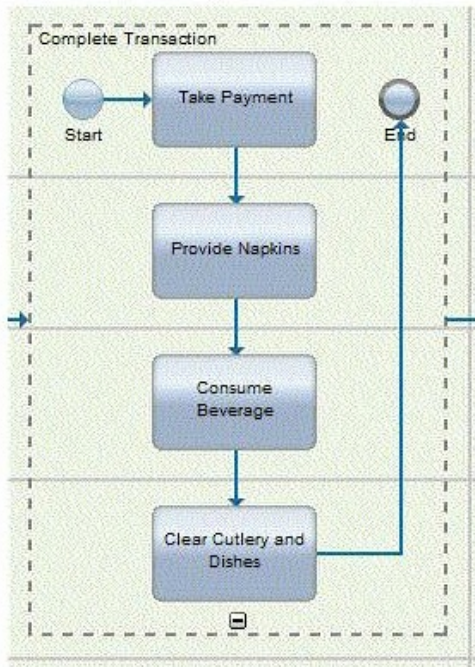 Complete Transaction
Take Payment
Start
End
Provide Napkins
Consume
Beverage
Clear Cutlery and
Dishes